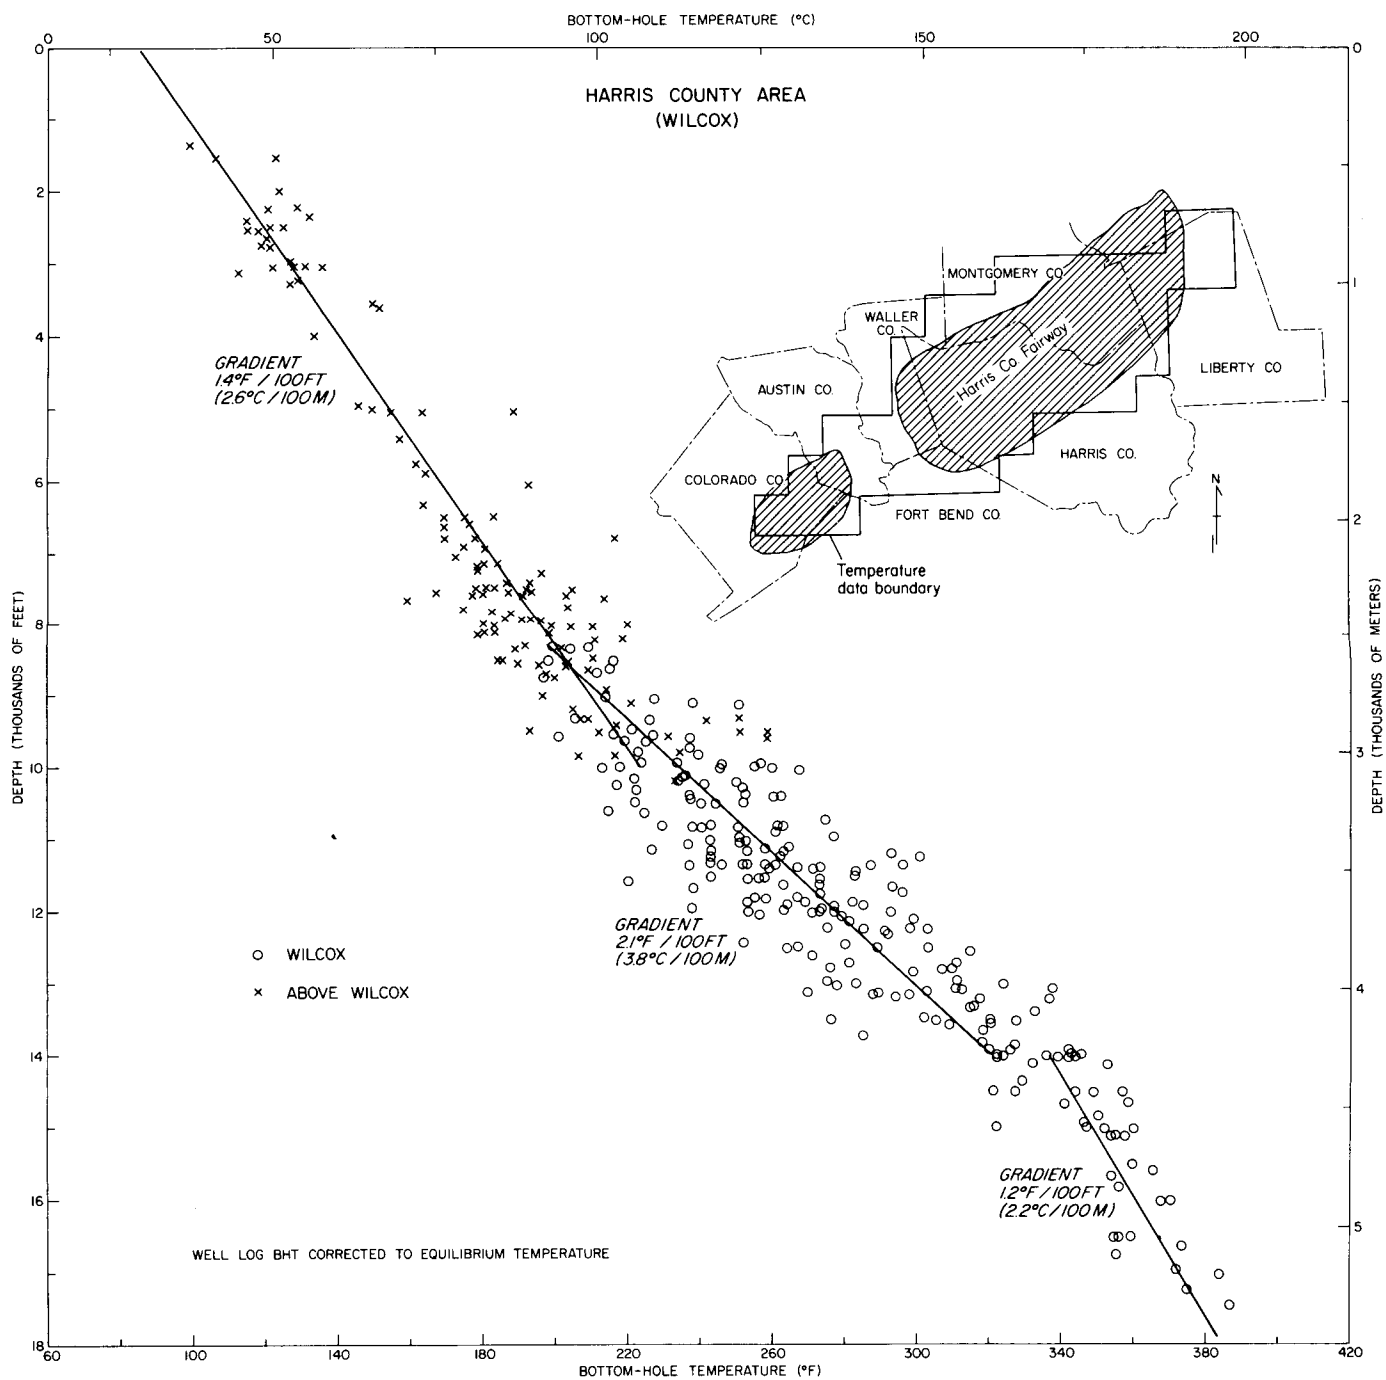 BOTTOM-HOLE TEMPERATURE (°C)
0 50 100 150 200
HARRIS COUNTY AREA
(WILCOX)
0
2
4
6
8
10
12
14
16
18
DEPTH (THOUSANDS OF FEET)
0
1
2
3
4
5
DEPTH (THOUSANDS OF METERS)
MONTGOMERY CO.
WALLER
CO.
Harris Co. Fairway
LIBERTY CO.
AUSTIN CO.
HARRIS CO.
COLORADO CO.
FORT BEND CO.
N
Temperature
data boundary
GRADIENT
1.4°F / 100FT
(2.6°C / 100M)
GRADIENT
2.1°F / 100FT
(3.8°C / 100M)
O WILCOX
× ABOVE WILCOX
GRADIENT
1.2°F / 100FT
(2.2°C / 100M)
WELL LOG BHT CORRECTED TO EQUILIBRIUM TEMPERATURE
60 100 140 180 220 260 300 340 380 420
BOTTOM-HOLE TEMPERATURE (°F)